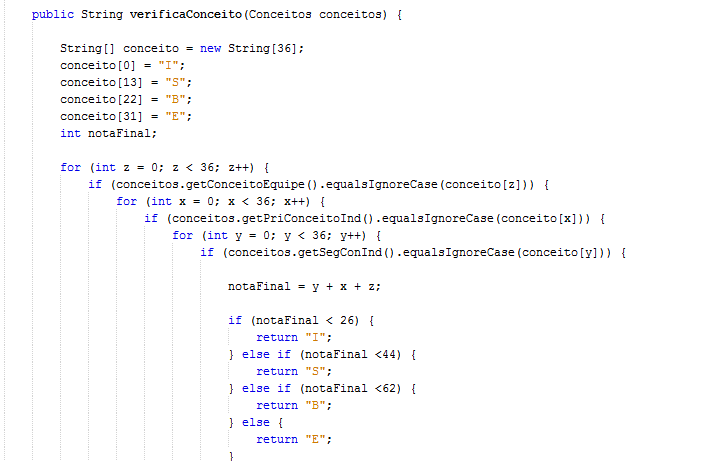 public String verificaConceito(Conceitos conceitos) {
String[] conceito = new String[36];
conceito[0] = "I";
conceito[13] = "S";
conceito[22] = "B";
conceito[31] = "E";
int notaFinal;
for (int z = 0; z < 36; z++) {
if (conceitos.getConceitoEquipe().equalsIgnoreCase(conceito[z])) {
for (int x = 0; x < 36; x++) {
if (conceitos.getPriConceitoInd().equalsIgnoreCase(conceito[x])) {
for (int y = 0; y < 36; y++) {
if (conceitos.getSegConInd().equalsIgnoreCase(conceito[y])) {
notaFinal = y + x + z;
if (notaFinal < 26) {
return "I";
} else if (notaFinal <44) {
return "S";
} else if (notaFinal <62) {
return "B";
} else {
return "E";
}